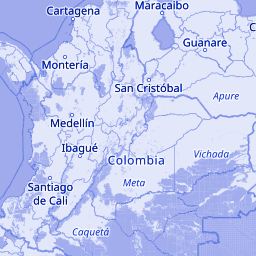 Maracaibo
Cartagena
C
Guanare
Montería
San Cristóbal
Apure
Medellín
Ibagué
Colombia
Vichada
Meta
Santiago
de Cali
Caquetá